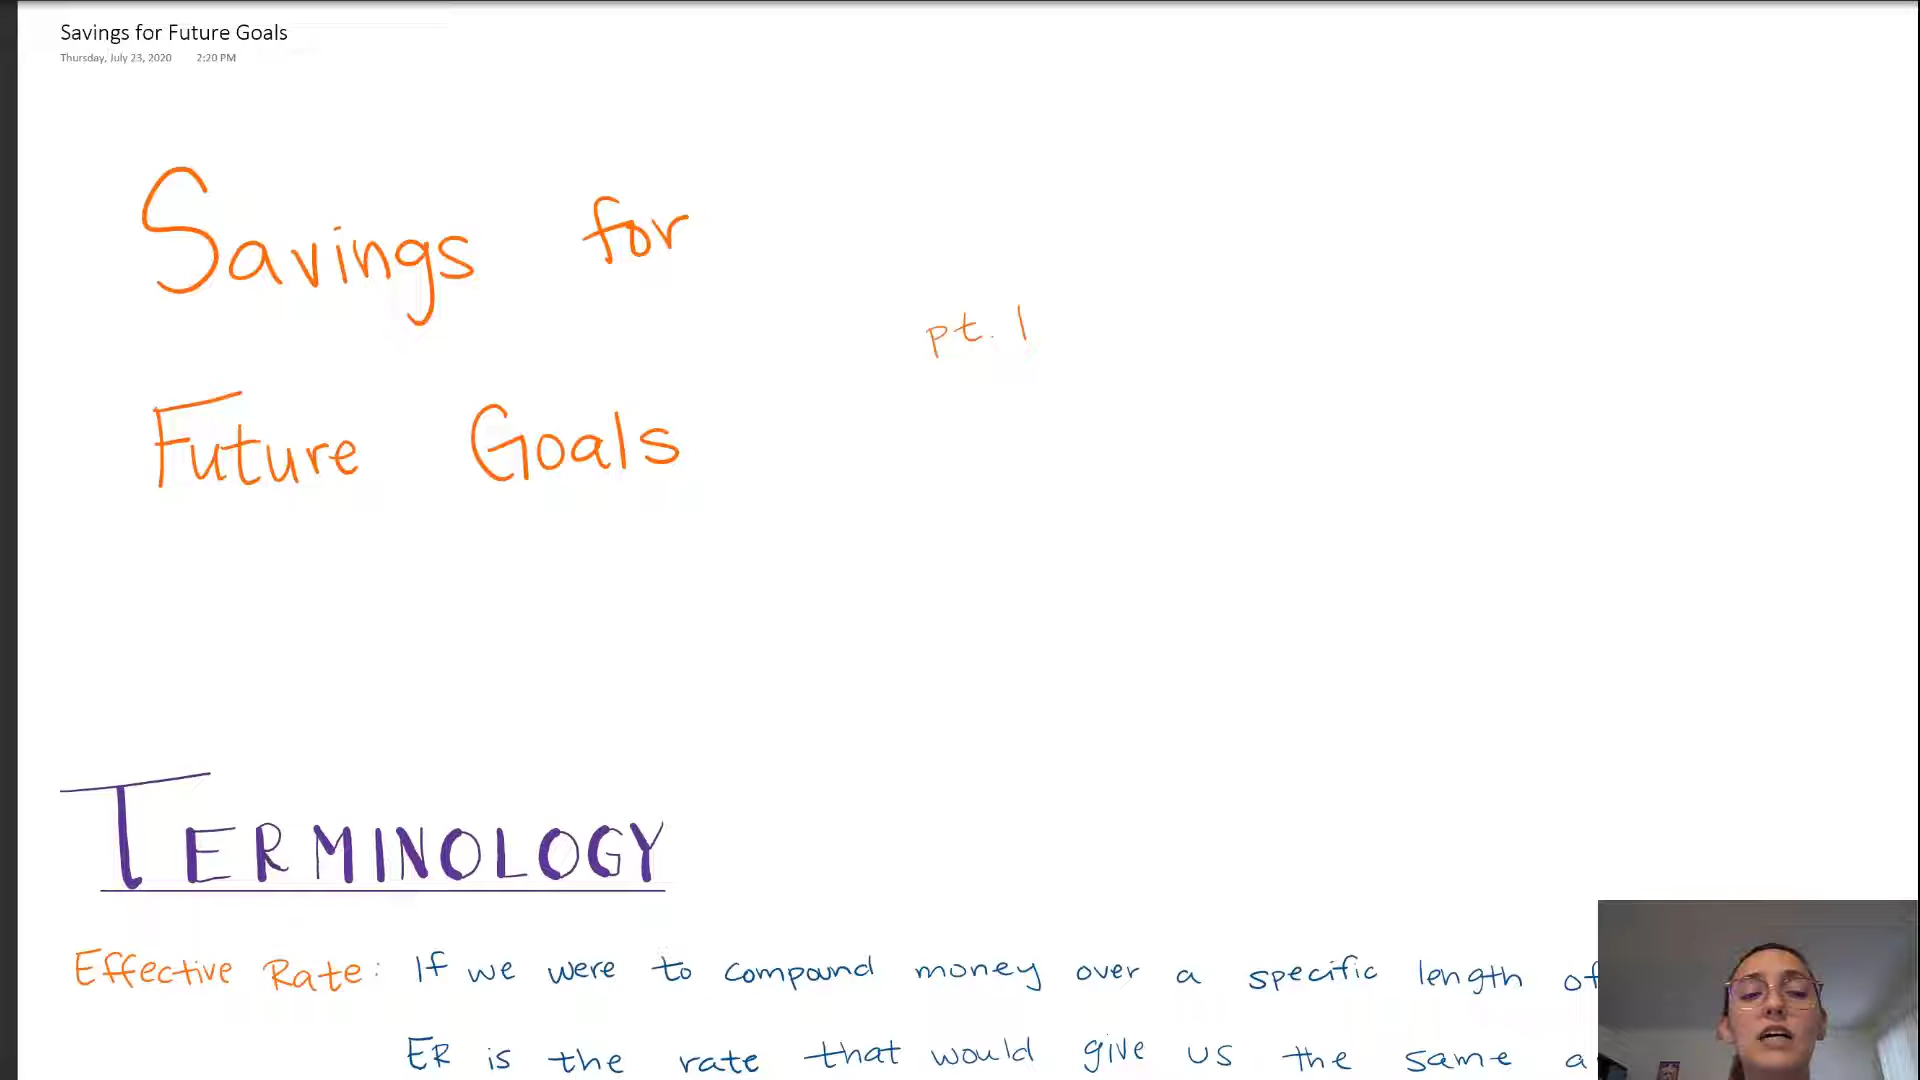 Savings for Future Goals
Thursday, July 23, 2020 2:20 PM
Savings for
pt. 1
Future Goals
TERMINOLOGY
Effective Rate: If we were to compound money over a specific length of
ER is the rate that would give us the same a